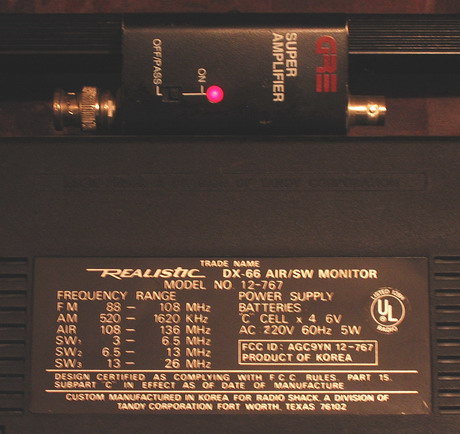 GRE
SUPER
AMPLIFIER
ON
OFF/PASS
TANDY CORPORATION
TRADE NAME
REALISTIC DX-66 AIR/SW MONITOR
MODEL NO. 12-767
FREQUENCY RANGE
FM 88 – 108 MHz
AM 520 – 1620 KHz
AIR 108 – 136 MHz
SW1 3 – 6.5 MHz
SW2 6.5 – 13 MHz
SW3 13 – 26 MHz
POWER SUPPLY
BATTERIES
"C" CELL x 4 6V
AC 220V 60Hz 5W
FCC ID: AGC9YN 12-767
PRODUCT OF KOREA
UL
RADIO
DESIGN CERTIFIED AS COMPLYING WITH F.C.C. RULES, PART 15,
SUBPART "C" IN EFFECT AS OF DATE OF MANUFACTURE
CUSTOM MANUFACTURED IN KOREA FOR RADIO SHACK, A DIVISION OF
TANDY CORPORATION FORT WORTH, TEXAS 76102